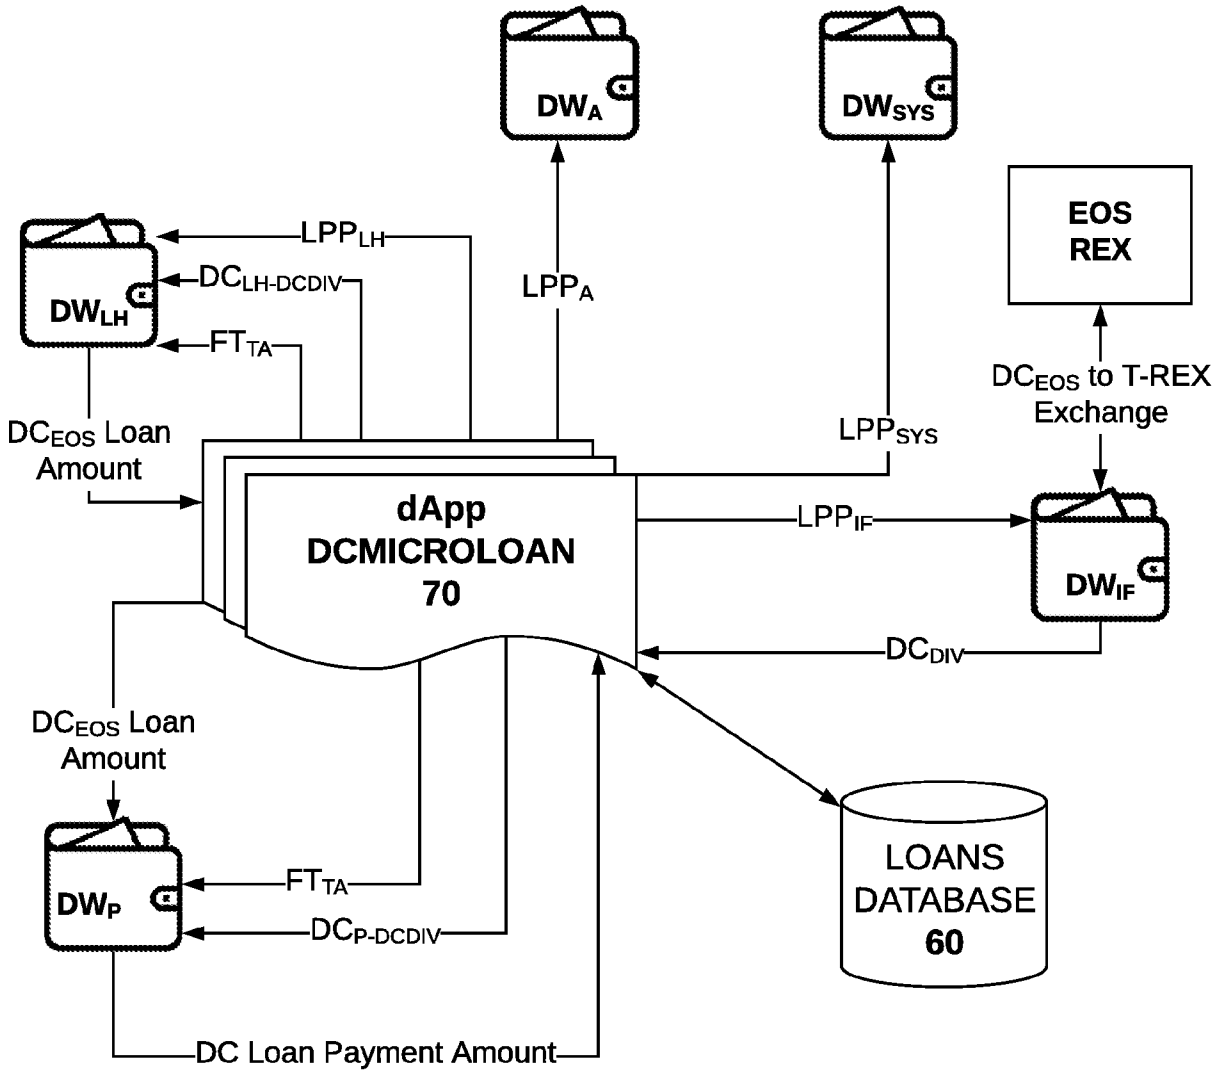 DWA
DWSYS
EOS
REX
LPPLH
DCLH-DCDIV
DWLH
FTTA
LPPA
DCEOS to T-REX
Exchange
DCEOS Loan
Amount
LPPSYS
dApp
DCMICROLOAN
70
LPPIF
DWIF
DCDIV
DCEOS Loan
Amount
LOANS
DATABASE
60
DWP
FTTA
DCP-DCDIV
DC Loan Payment Amount